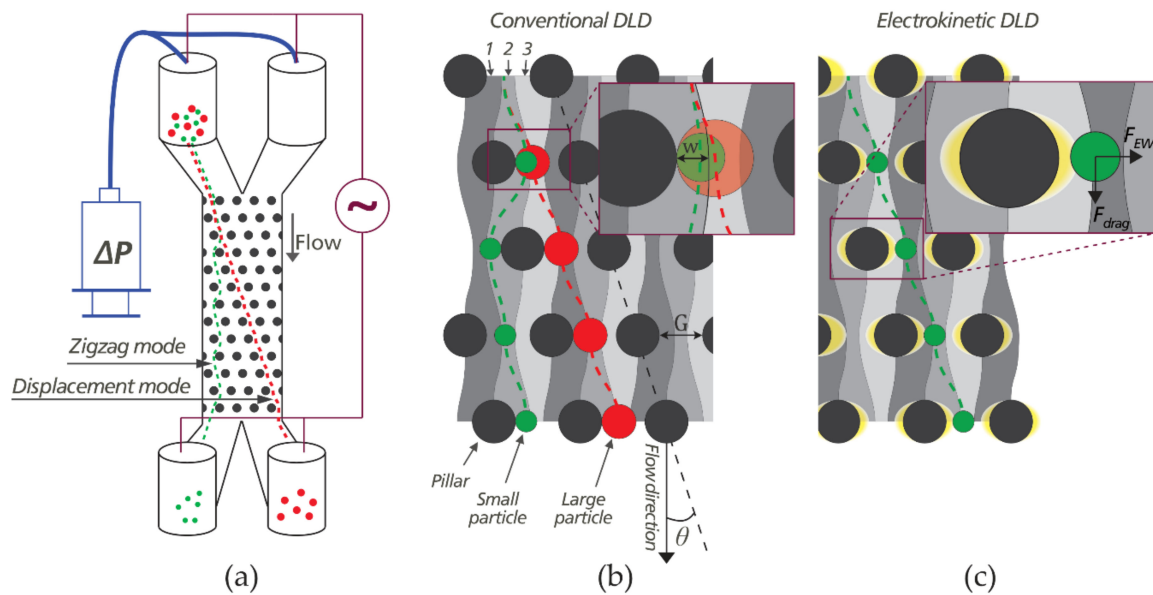 Conventional DLD
Electrokinetic DLD
1 2 3
w
F_EW
F_drag
ΔP
~
Flow
Zigzag mode
Displacement mode
G
Pillar
Small
particle
Large
particle
Flow direction
θ
(a)
(b)
(c)